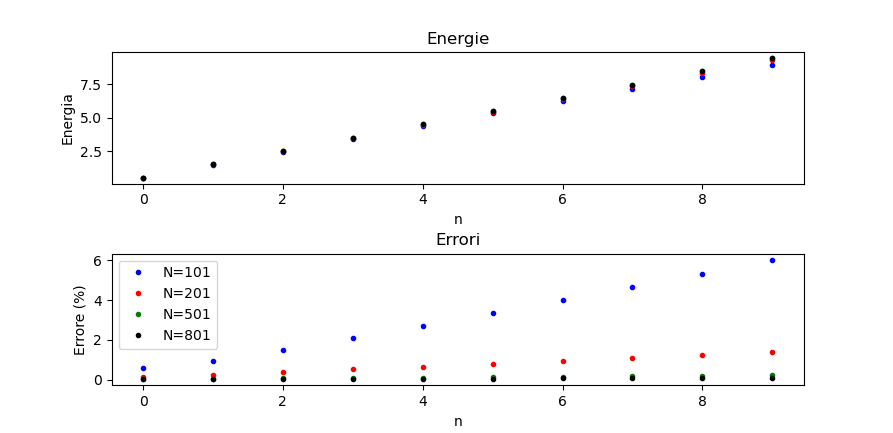 Energie
Energia
7.5
5.0
2.5
0 2 4 6 8
n
Errori
Errore (%)
6
4
2
0
N=101
N=201
N=501
N=801
0 2 4 6 8
n